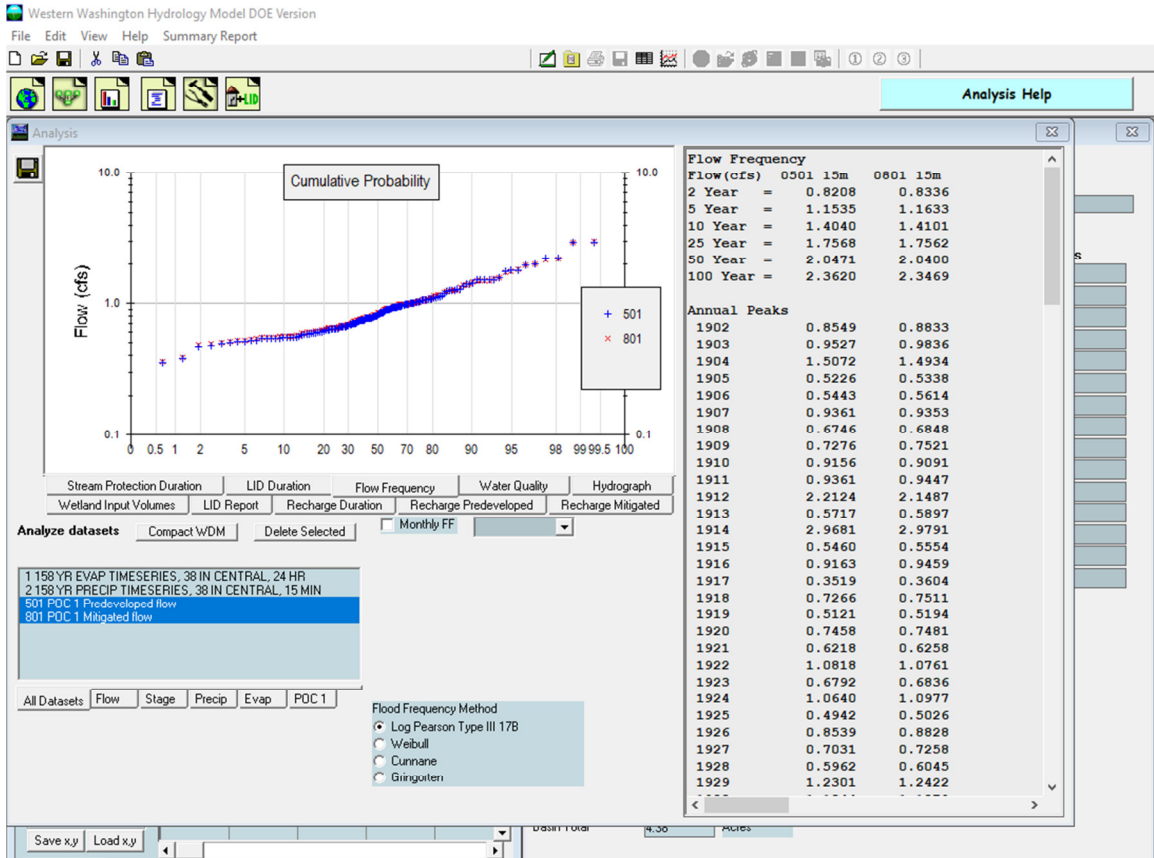 Western Washington Hydrology Model DOE Version
File Edit View Help Summary Report
Analysis Help
Analysis
Cumulative Probability
Flow (cfs)
10.0
1.0
0.1
10.0
0.1
0 0.5 1 2 5 10 20 30 50 70 80 90 95 98 99 99.5 100
+ 501
× 801
Stream Protection Duration LID Duration Flow Frequency Water Quality Hydrograph
Wetland Input Volumes LID Report Recharge Duration Recharge Predeveloped Recharge Mitigated
Analyze datasets Compact WDM Delete Selected Monthly FF
1 158 YR EVAP TIMESERIES, 38 IN CENTRAL, 24 HR
2 158 YR PRECIP TIMESERIES, 38 IN CENTRAL, 15 MIN
501 POC 1 Predeveloped flow
801 POC 1 Mitigated flow
All Datasets Flow Stage Precip Evap POC 1
Flood Frequency Method
Log Pearson Type III 17B
Weibull
Cunnane
Gringorten
Flow Frequency
Flow(cfs) 0501 15m 0801 15m
2 Year = 0.8208 0.8336
5 Year = 1.1535 1.1633
10 Year = 1.4040 1.4101
25 Year = 1.7568 1.7562
50 Year = 2.0471 2.0400
100 Year = 2.3620 2.3469
Annual Peaks
1902 0.8549 0.8833
1903 0.9527 0.9836
1904 1.5072 1.4934
1905 0.5226 0.5338
1906 0.5443 0.5614
1907 0.9361 0.9353
1908 0.6746 0.6848
1909 0.7276 0.7521
1910 0.9156 0.9091
1911 0.9361 0.9447
1912 2.2124 2.1487
1913 0.5717 0.5897
1914 2.9681 2.9791
1915 0.5460 0.5554
1916 0.9163 0.9459
1917 0.3519 0.3604
1918 0.7266 0.7511
1919 0.5121 0.5194
1920 0.7458 0.7481
1921 0.6218 0.6258
1922 1.0818 1.0761
1923 0.6792 0.6836
1924 1.0640 1.0977
1925 0.4942 0.5026
1926 0.8539 0.8828
1927 0.7031 0.7258
1928 0.5962 0.6045
1929 1.2301 1.2422
s
Save x,y Load x,y
Basin Total 4.38 Acres